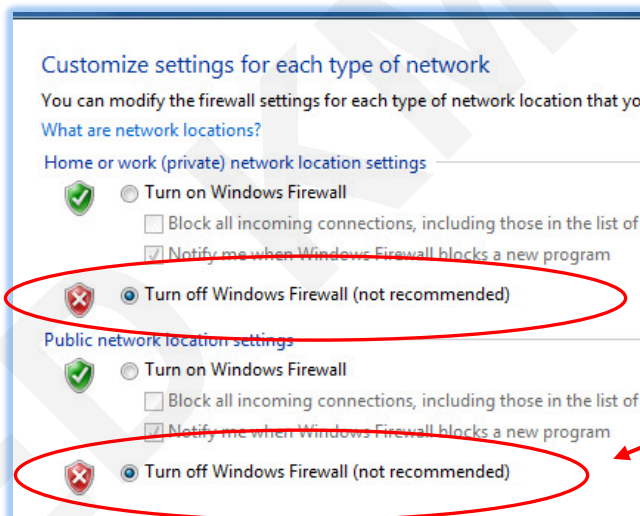 Customize settings for each type of network
You can modify the firewall settings for each type of network location that yo
What are network locations?
Home or work (private) network location settings
Turn on Windows Firewall
Block all incoming connections, including those in the list of
Notify me when Windows Firewall blocks a new program
Turn off Windows Firewall (not recommended)
Public network location settings
Turn on Windows Firewall
Block all incoming connections, including those in the list of
Notify me when Windows Firewall blocks a new program
Turn off Windows Firewall (not recommended)